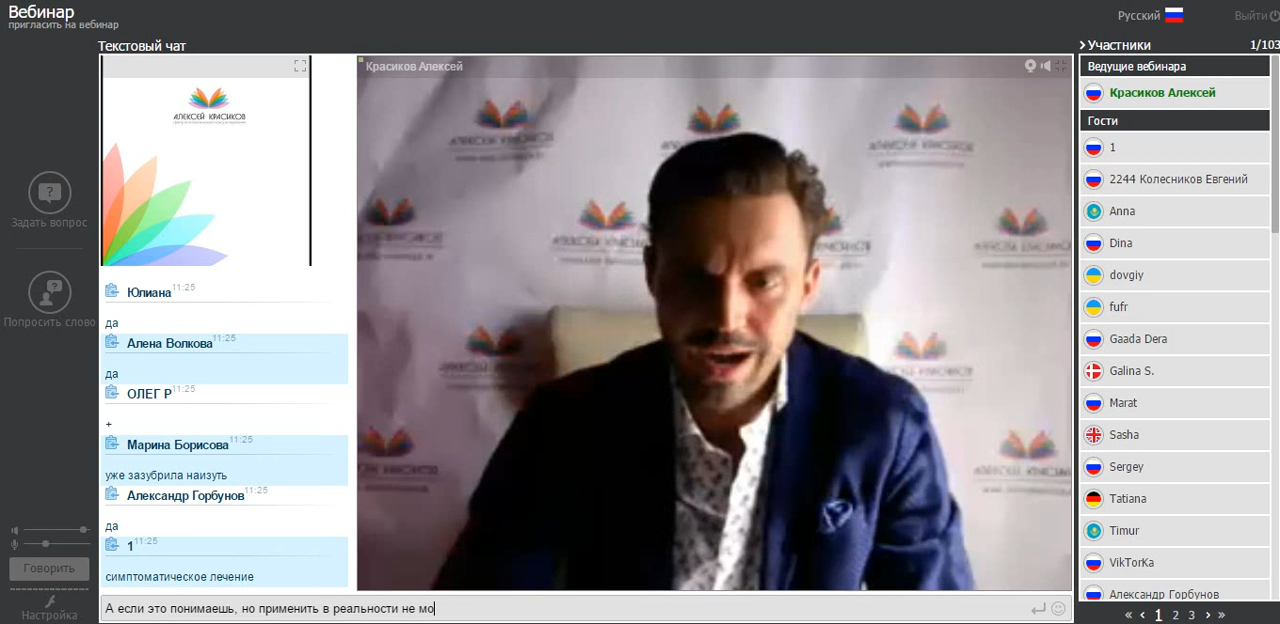 Вебинар
пригласить на вебинар
Русский
Выйти
Текстовый чат
Участники
1/103
АЛЕКСЕЙ КРАСИКОВ
Красиков Алексей
Задать вопрос
Попросить слово
Юлиана 11:25
да
Алена Волкова 11:25
да
ОЛЕГ Р 11:25
+
Марина Борисова 11:25
уже зазубрила наизуть
Александр Горбунов 11:25
да
1 11:25
симптоматическое лечение
А если это понимаешь, но применить в реальности не мо
Говорить
Настройка
Ведущие вебинара
Красиков Алексей
Гости
1
2244 Колесников Евгений
Anna
Dina
dovgiy
fufr
Gaada Dera
Galina S.
Marat
Sasha
Sergey
Tatiana
Timur
VikTorKa
Александр Горбунов
« ‹ 1 2 3 › »